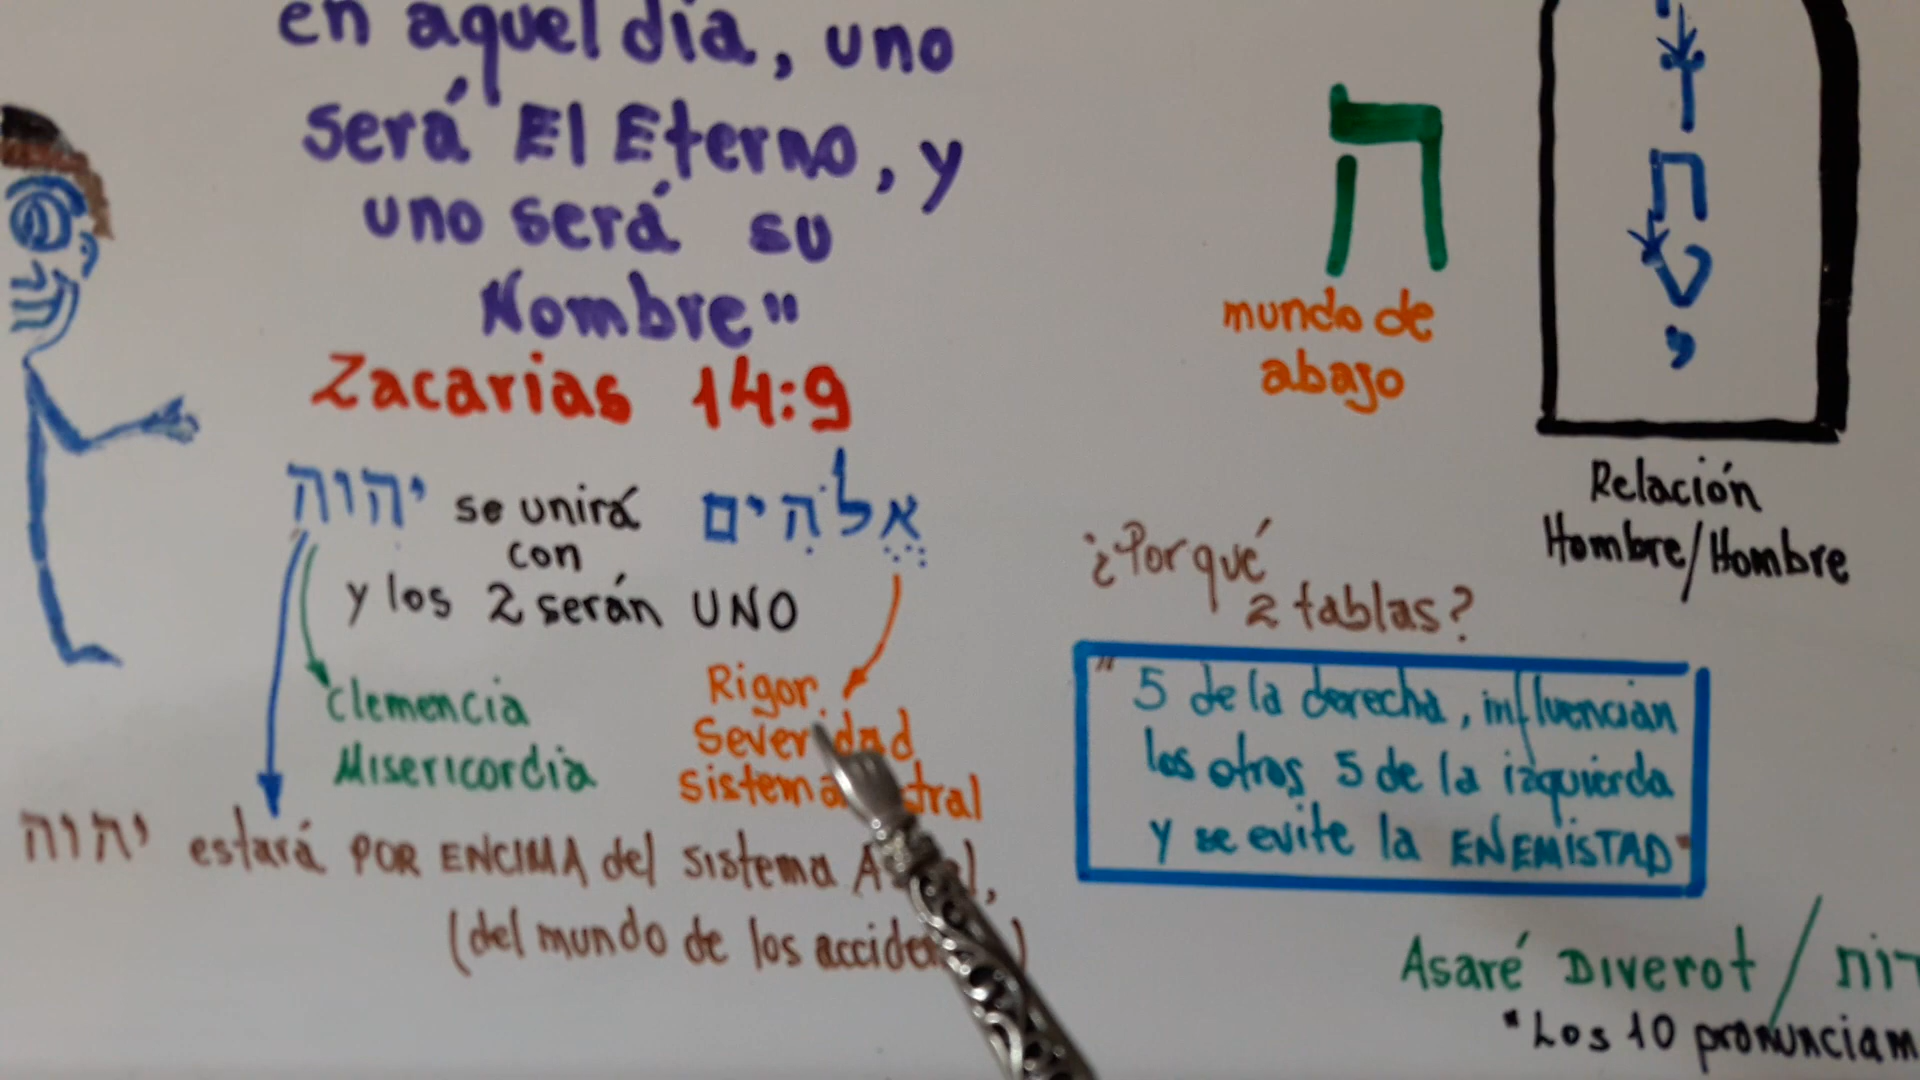 en aquel día, uno
será El Eterno, y
uno será su
Nombre"
Zacarias 14:9
יהוה se unirá אֱלֹהִים
con
y los 2 serán UNO
Clemencia
Misericordia
Rigor.
Severidad
sistema
יהוה estará POR ENCIMA del Sistema
(del mundo de los
ה
mundo de
abajo
Relación
Hombre/Hombre
¿Por qué
2 tablas?
"5 de la derecha, influencian
los otros 5 de la izquierda
y se evite la ENEMISTAD"
Asaré Diverot /
"Los 10